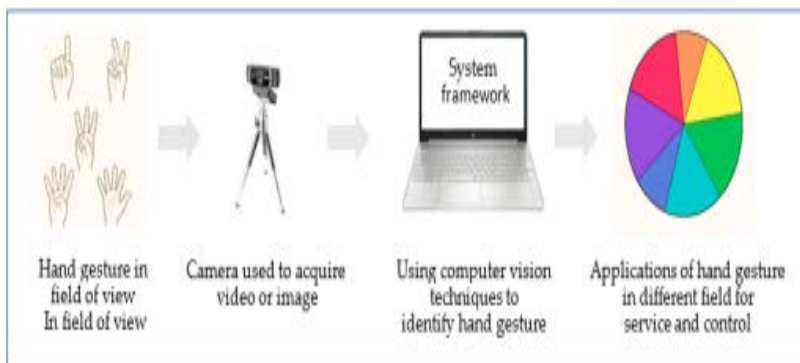 System
framework
Hand gesture in
field of view
In field of view
Camera used to acquire
video or image
Using computer vision
techniques to
identify hand gesture
Applications of hand gesture
in different field for
service and control